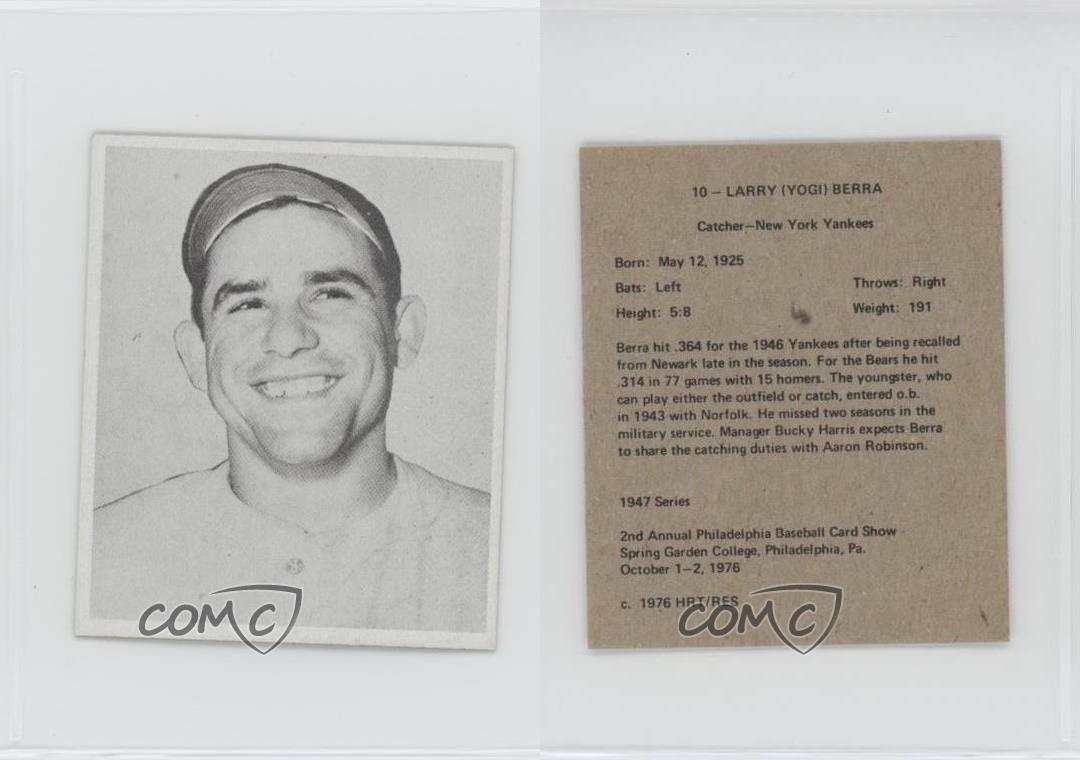 10 – LARRY (YOGI) BERRA
Catcher–New York Yankees
Born: May 12, 1925
Bats: Left Throws: Right
Height: 5:8 Weight: 191
Berra hit .364 for the 1946 Yankees after being recalled
from Newark late in the season. For the Bears he hit
.314 in 77 games with 15 homers. The youngster, who
can play either the outfield or catch, entered o.b.
in 1943 with Norfolk. He missed two seasons in the
military service. Manager Bucky Harris expects Berra
to share the catching duties with Aaron Robinson.
1947 Series
2nd Annual Philadelphia Baseball Card Show
Spring Garden College, Philadelphia, Pa.
October 1–2, 1976
c. 1976 HRT/RES
COMC
COMC